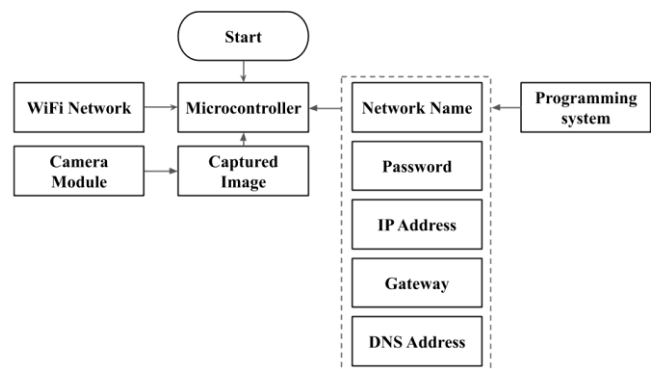 Start
WiFi Network
Microcontroller
Network Name
Programming
system
Camera
Module
Captured
Image
Password
IP Address
Gateway
DNS Address